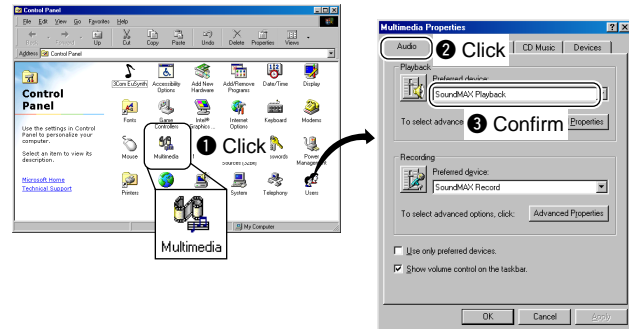 Control Panel
File Edit View Go Favorites Help
Back Forward Up Cut Copy Paste Undo Delete Properties Views
Address Control Panel
Control
Panel
Use the settings in Control
Panel to personalize your
computer.
Select an item to view its
description.
Microsoft Home
Technical Support
3Com EuSynth
Accessibility
Options
Add New
Hardware
Add/Remove
Programs
Date/Time
Display
Fonts
Game
Controllers
Intel®
Graphics ...
Internet
Options
Keyboard
Modems
Mouse
Multimedia
❶ Click
Power
Management
Printers
System
Telephony
Users
Multimedia
My Computer
Multimedia Properties
Audio
❷ Click
CD Music
Devices
Playback
Preferred device:
SoundMAX Playback
To select advance
❸ Confirm
Properties
Recording
Preferred device:
SoundMAX Record
To select advanced options, click:
Advanced Properties
Use only preferred devices.
Show volume control on the taskbar.
OK Cancel Apply